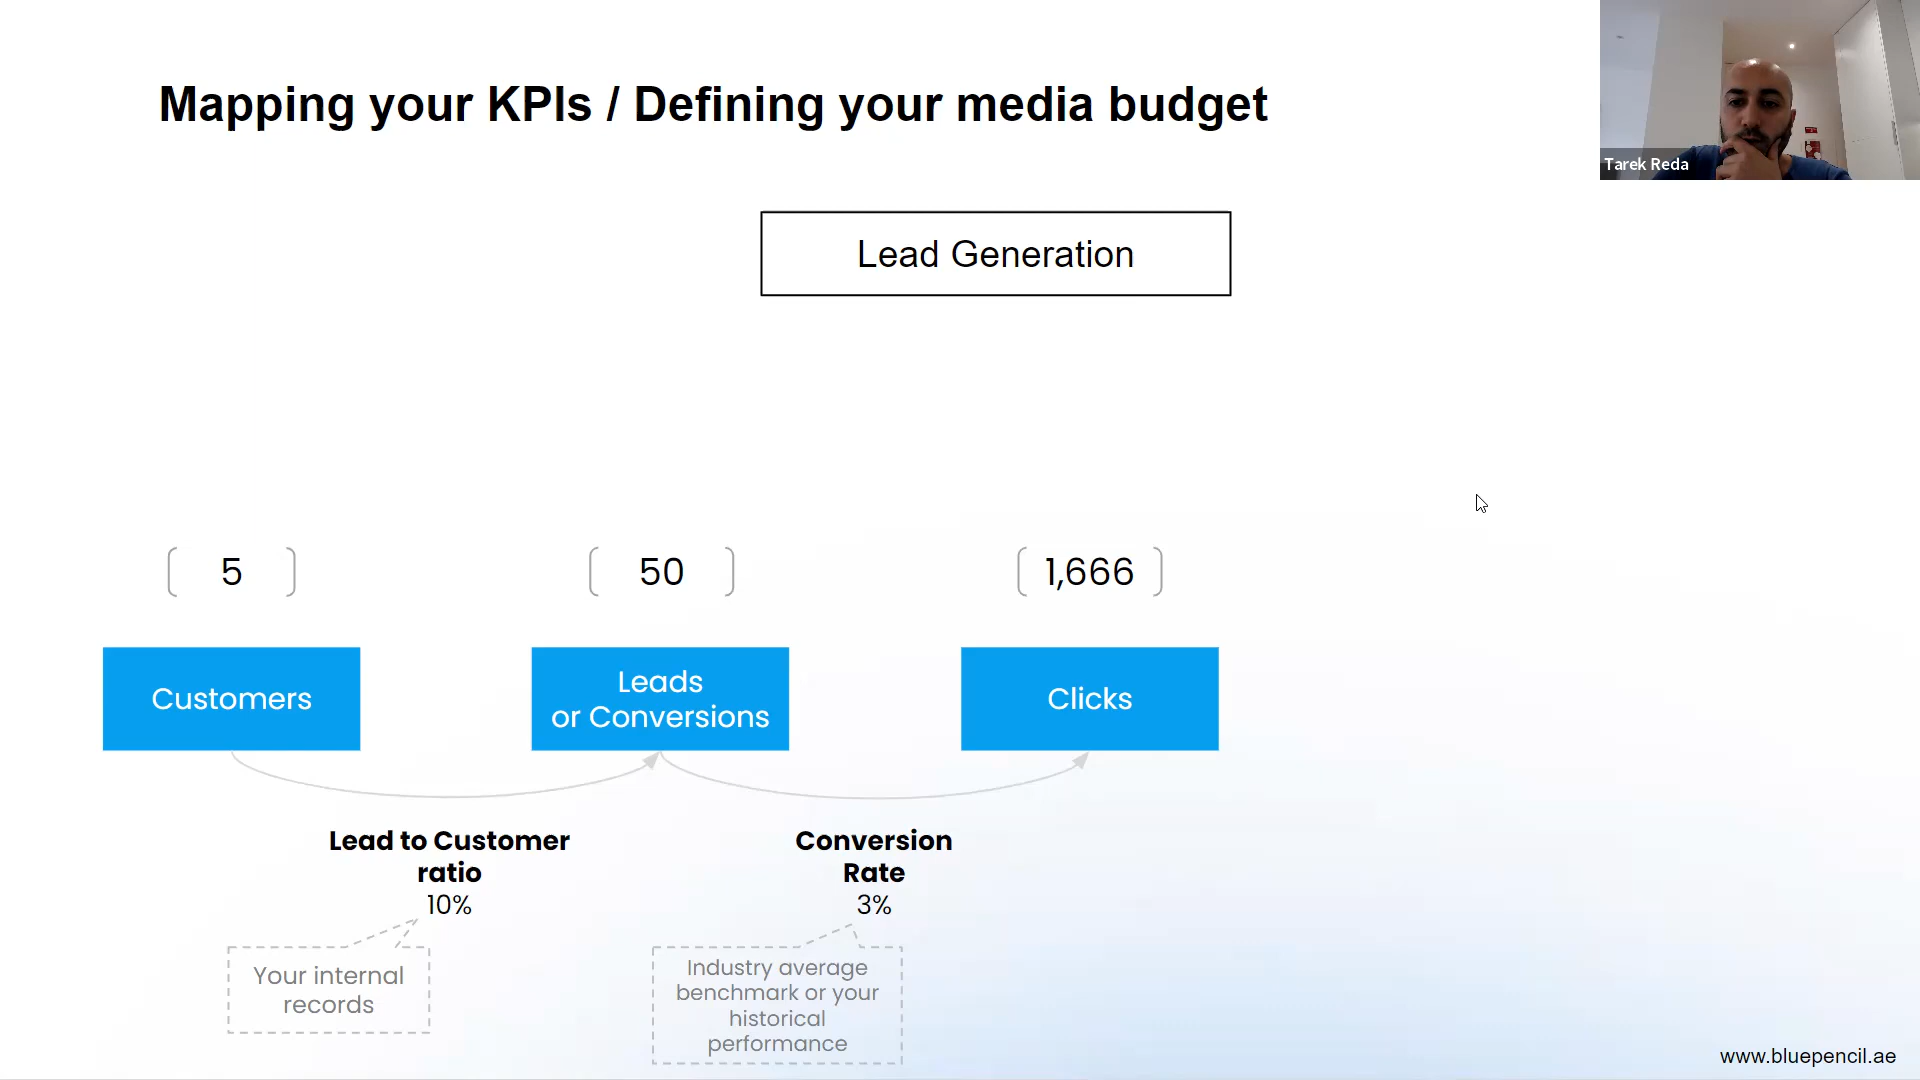 Mapping your KPIs / Defining your media budget
Tarek Reda
Lead Generation
5
50
1,666
Customers
Leads
or Conversions
Clicks
Lead to Customer
ratio
10%
Conversion
Rate
3%
Your internal
records
Industry average
benchmark or your
historical
performance
www.bluepencil.ae